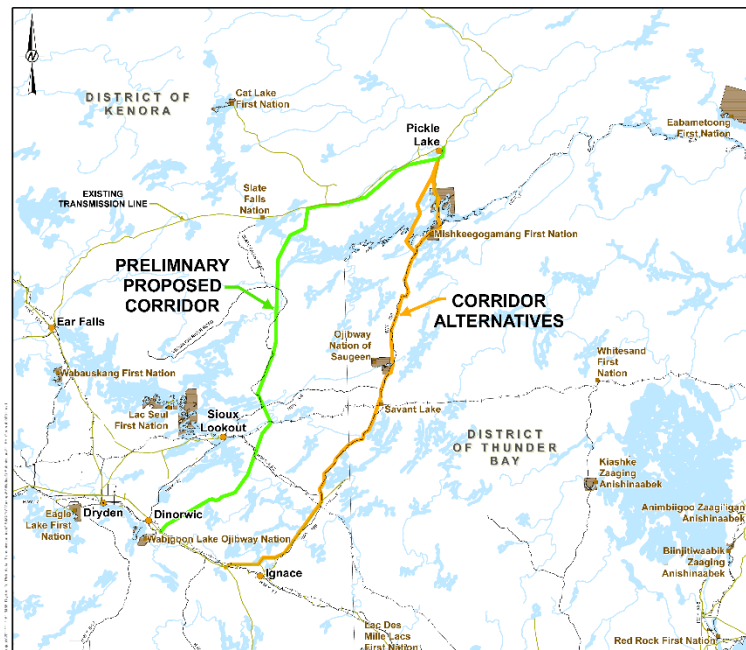 N
DISTRICT OF
KENORA
Cat Lake
First Nation
Pickle
Lake
Eabametoong
First Nation
EXISTING
TRANSMISSION LINE
Slate
Falls
Nation
Mishkeegogamang First Nation
PRELIMNARY
PROPOSED
CORRIDOR
CORRIDOR
ALTERNATIVES
Ear Falls
Ojibway
Nation of
Saugeen
Whitesand
First
Nation
Wabauskang First Nation
Lac Seul
First Nation
Sioux
Lookout
Savant Lake
DISTRICT
OF THUNDER
BAY
Kiashke
Zaaging
Anishinaabek
Eagle
Lake First
Nation
Dryden
Dinorwic
Wabigoon Lake Ojibway Nation
Animbiigoo Zaagi'igan
Anishinaabek
Biinjitiwaabik
Zaaging
Anishinaabek
Ignace
Lac Des
Mille Lacs
First Nation
Red Rock First Nation